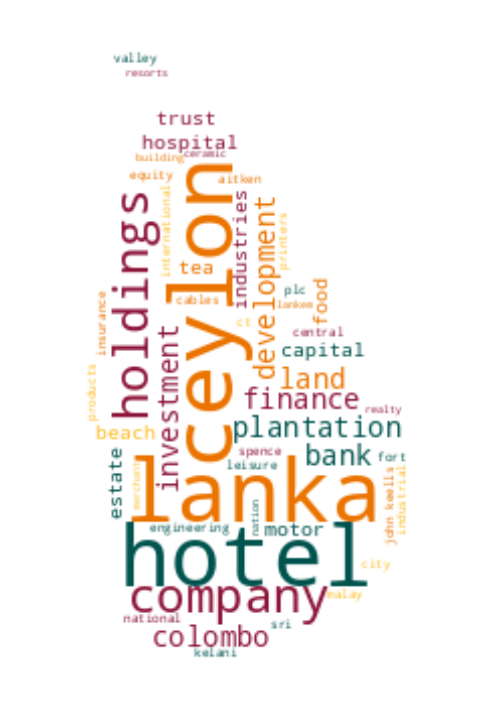 valley
resorts
trust
hospital
ceramic
building
equity
aitken
ceylon
holdings
international
industries
development
printers
tea
cables
plc
lankem
food
insurance
ct
central
capital
investment
land
finance
products
realty
beach
plantation
estate
bank
spence
fort
leisure
merchant
lanka
john keells
industrial
nation
engineering
motor
hotel
city
company
malay
national
sri
colombo
kelani